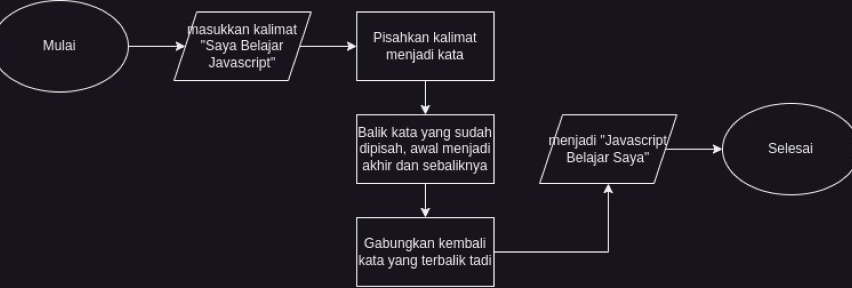 Mulai
masukkan kalimat
"Saya Belajar
Javascript"
Pisahkan kalimat
menjadi kata
Balik kata yang sudah
dipisah, awal menjadi
akhir dan sebaliknya
Gabungkan kembali
kata yang terbalik tadi
menjadi "Javascript
Belajar Saya"
Selesai